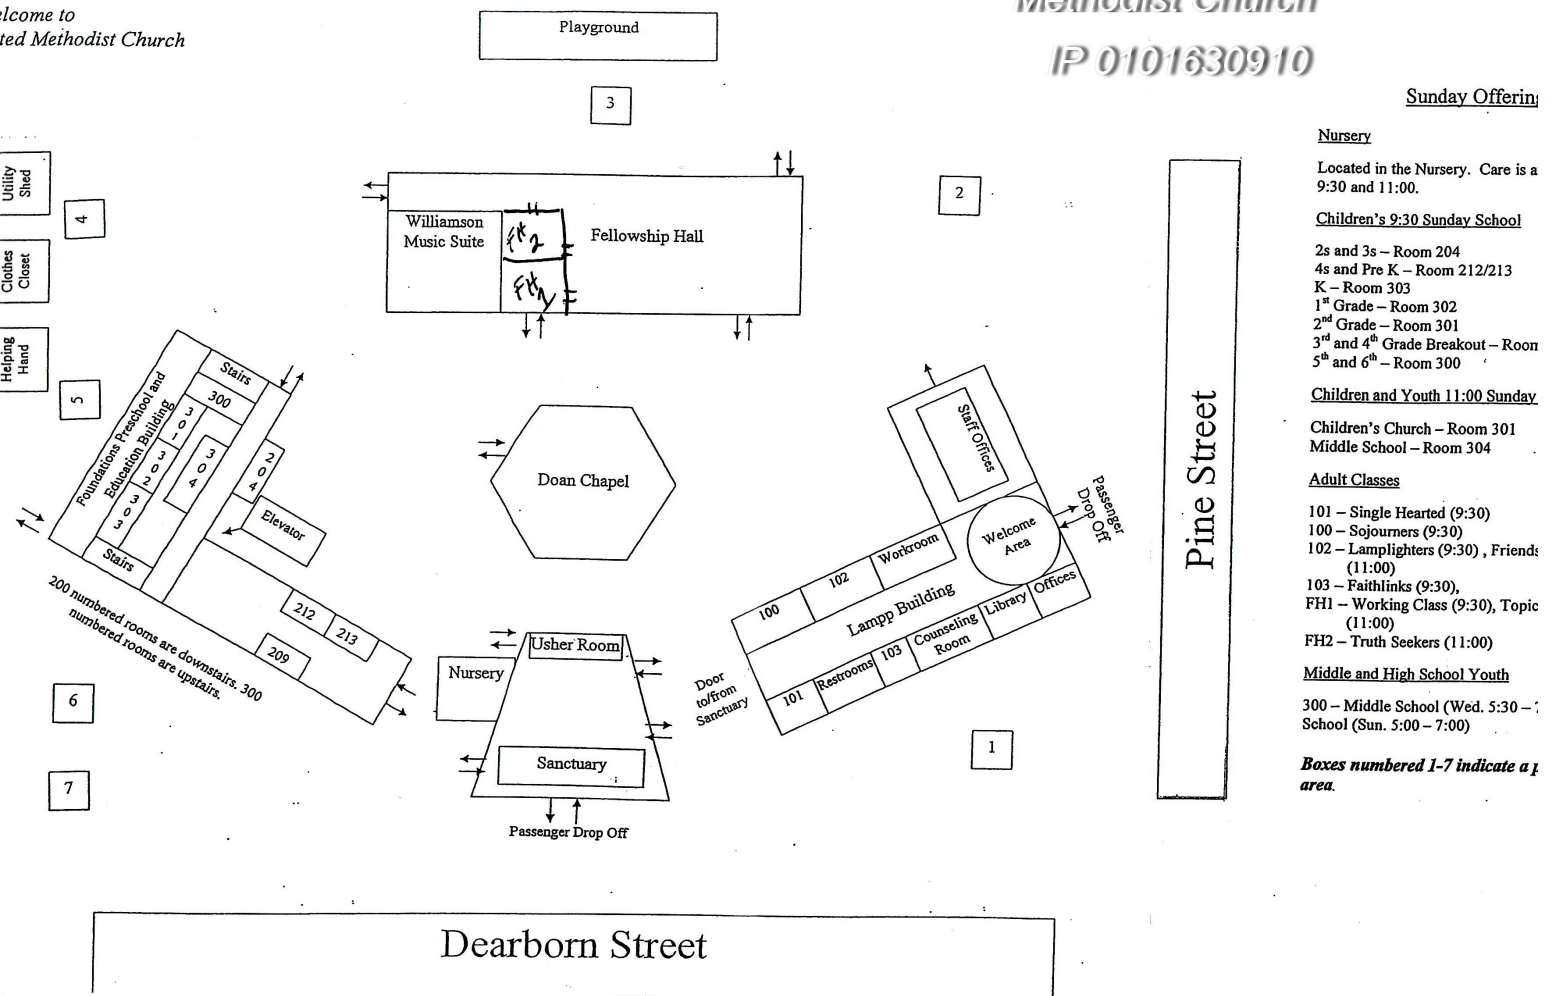 elcome to
ted Methodist Church
Methodist Church
IP 0101630910
Playground
3
2
4
5
6
7
1
Utility
Shed
Clothes
Closet
Helping
Hand
Williamson
Music Suite
FH2
FH1
Fellowship Hall
Foundations Preschool and
Education Building
Stairs
300
301
302
303
304
204
Stairs
Elevator
212
213
209
200 numbered rooms are downstairs. 300
numbered rooms are upstairs.
Doan Chapel
Staff Offices
Welcome
Area
Passenger
Drop Off
Workroom
102
100
Lampp Building
Offices
Library
Counseling
Room
103
Restrooms
101
Door
to/from
Sanctuary
Usher Room
Nursery
Sanctuary
Passenger Drop Off
Pine Street
Dearborn Street
Sunday Offering
Nursery
Located in the Nursery. Care is a
9:30 and 11:00.
Children's 9:30 Sunday School
2s and 3s – Room 204
4s and Pre K – Room 212/213
K – Room 303
1st Grade – Room 302
2nd Grade – Room 301
3rd and 4th Grade Breakout – Room
5th and 6th – Room 300
Children and Youth 11:00 Sunday
Children's Church – Room 301
Middle School – Room 304
Adult Classes
101 – Single Hearted (9:30)
100 – Sojourners (9:30)
102 – Lamplighters (9:30) , Friends
(11:00)
103 – Faithlinks (9:30),
FH1 – Working Class (9:30), Topic
(11:00)
FH2 – Truth Seekers (11:00)
Middle and High School Youth
300 – Middle School (Wed. 5:30 –
School (Sun. 5:00 – 7:00)
Boxes numbered 1-7 indicate a p
area.